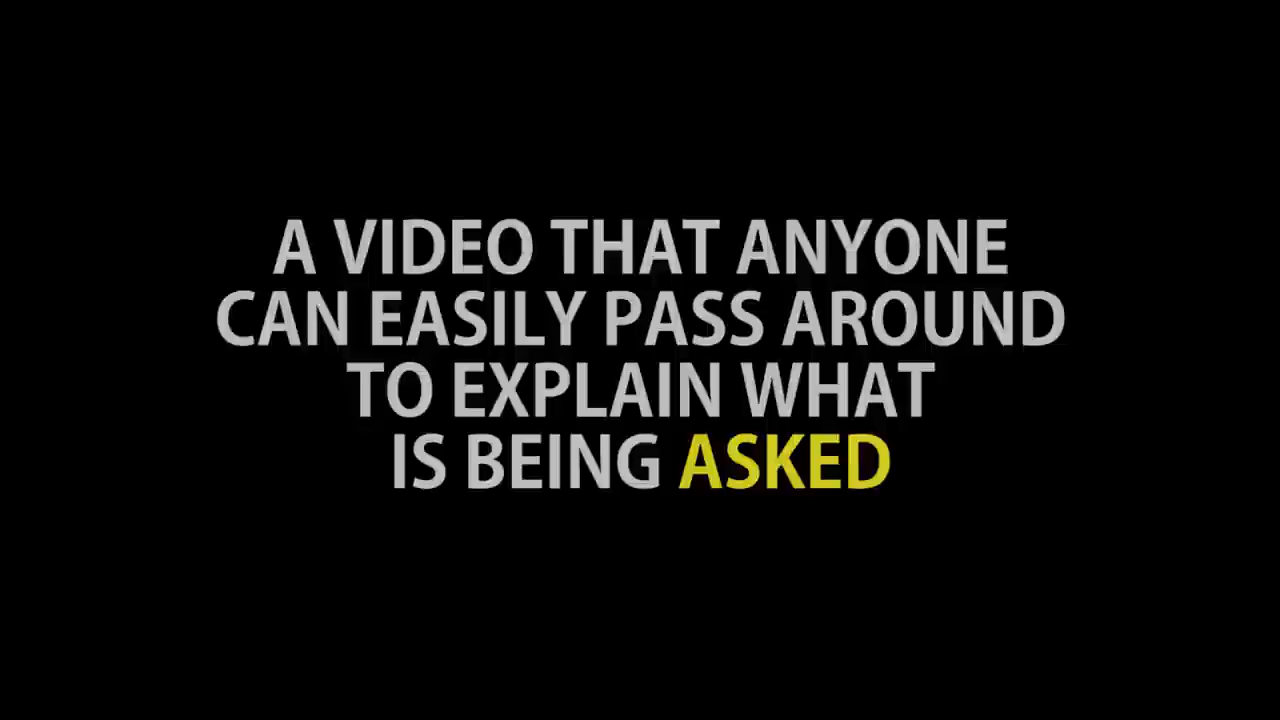 A VIDEO THAT ANYONE
CAN EASILY PASS AROUND
TO EXPLAIN WHAT
IS BEING ASKED